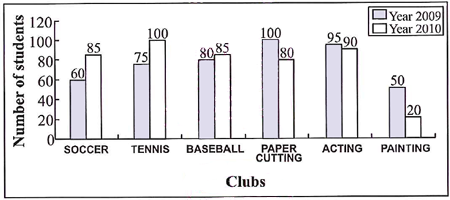 Number of students
120
100
80
60
40
20
0
60 85
75 100
80 85
100 80
95 90
50 20
Year 2009
Year 2010
SOCCER TENNIS BASEBALL PAPER CUTTING ACTING PAINTING
Clubs